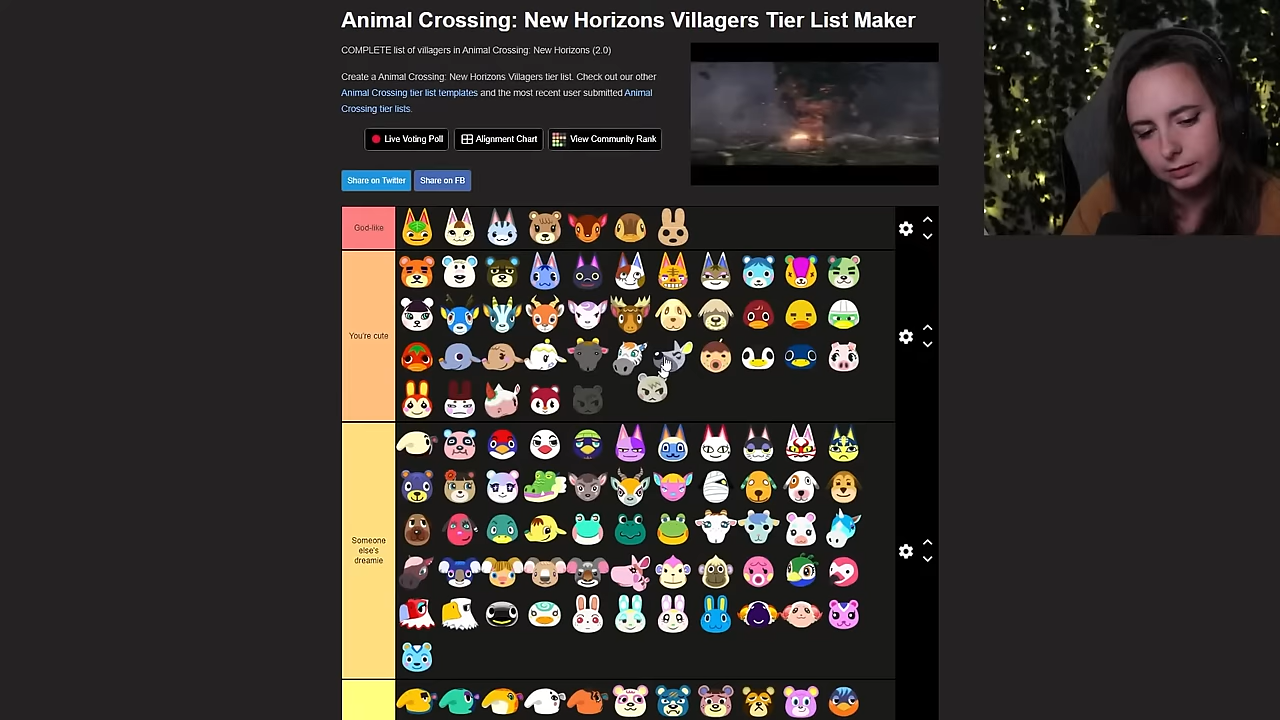 Animal Crossing: New Horizons Villagers Tier List Maker
COMPLETE list of villagers in Animal Crossing: New Horizons (2.0)
Create a Animal Crossing: New Horizons Villagers tier list. Check out our other
Animal Crossing tier list templates and the most recent user submitted Animal
Crossing tier lists.
Live Voting Poll
Alignment Chart
View Community Rank
Share on Twitter
Share on FB
God-like
You're cute
Someone
else's
dreamie